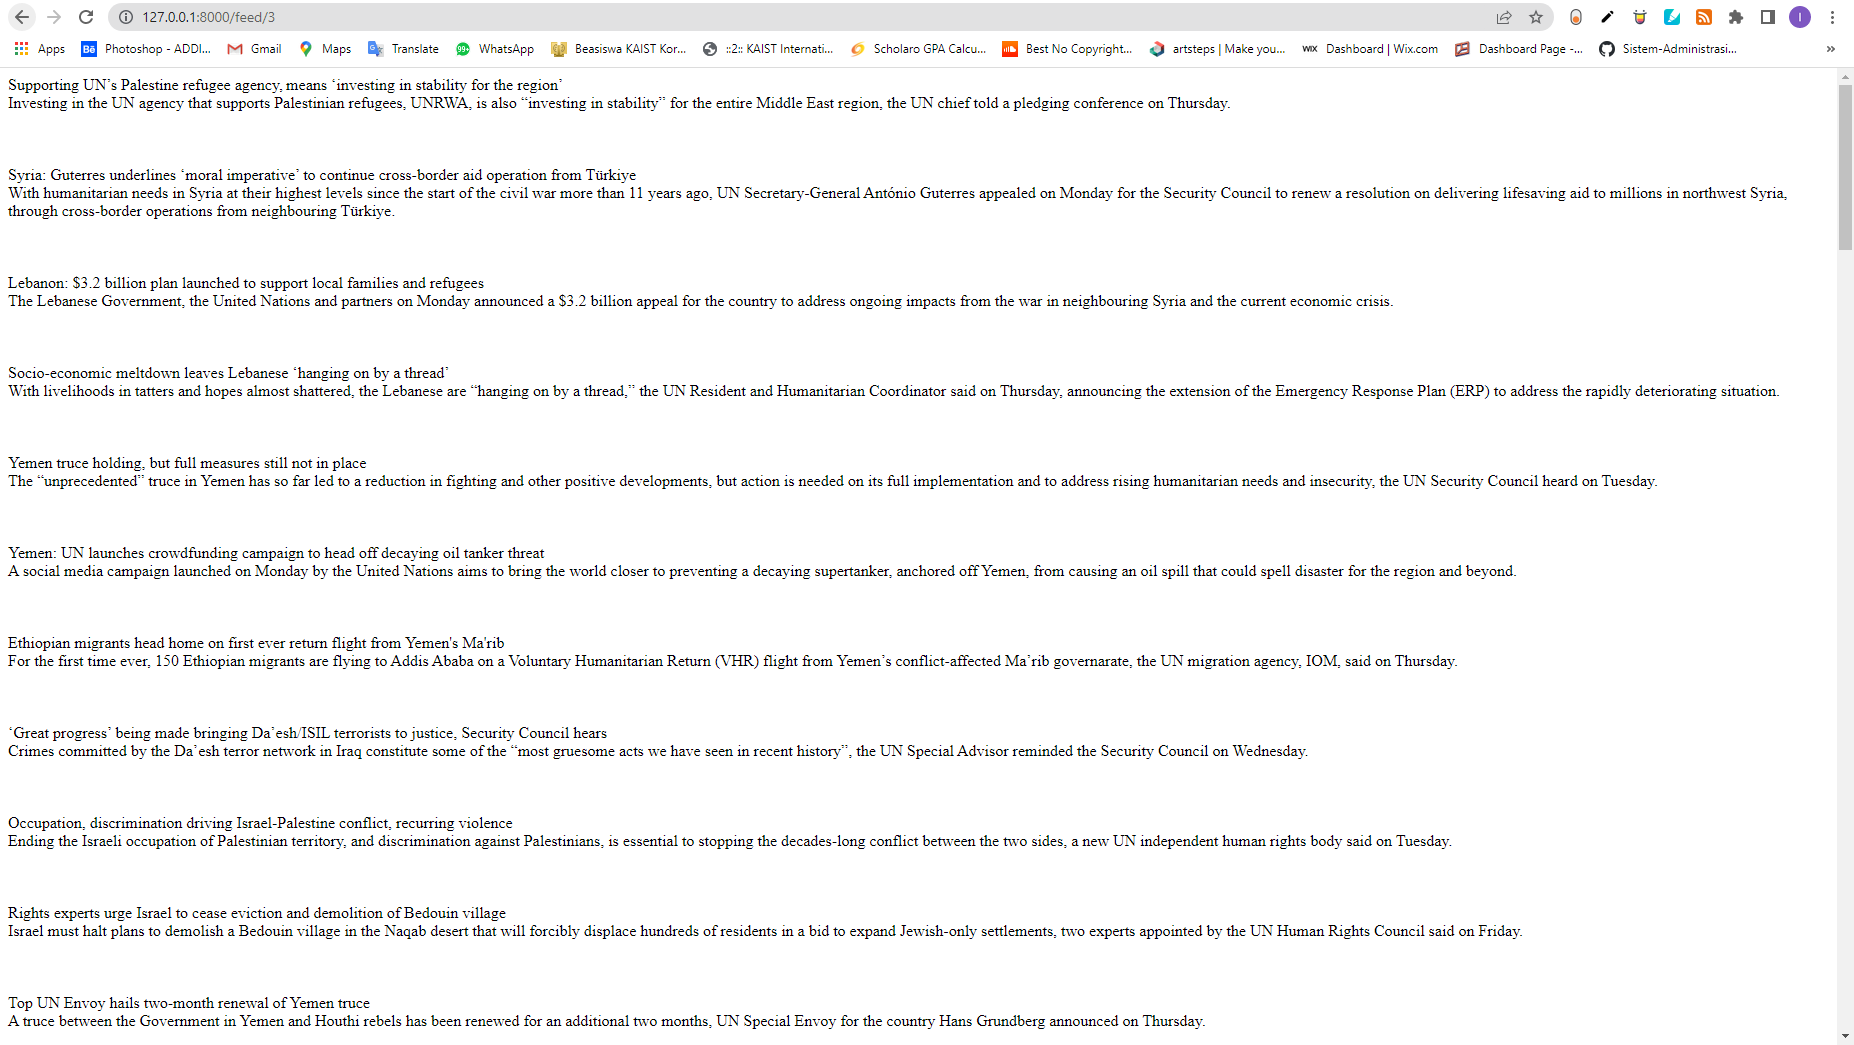 127.0.0.1:8000/feed/3
Apps Photoshop - ADDI... Gmail Maps Translate WhatsApp Beasiswa KAIST Kor... ::2:: KAIST Internati... Scholaro GPA Calcu... Best No Copyright... artsteps | Make you... WIX Dashboard | Wix.com Dashboard Page -... Sistem-Administrasi... »
Supporting UN’s Palestine refugee agency, means ‘investing in stability for the region’
Investing in the UN agency that supports Palestinian refugees, UNRWA, is also “investing in stability” for the entire Middle East region, the UN chief told a pledging conference on Thursday.
Syria: Guterres underlines ‘moral imperative’ to continue cross-border aid operation from Türkiye
With humanitarian needs in Syria at their highest levels since the start of the civil war more than 11 years ago, UN Secretary-General António Guterres appealed on Monday for the Security Council to renew a resolution on delivering lifesaving aid to millions in northwest Syria,
through cross-border operations from neighbouring Türkiye.
Lebanon: $3.2 billion plan launched to support local families and refugees
The Lebanese Government, the United Nations and partners on Monday announced a $3.2 billion appeal for the country to address ongoing impacts from the war in neighbouring Syria and the current economic crisis.
Socio-economic meltdown leaves Lebanese ‘hanging on by a thread’
With livelihoods in tatters and hopes almost shattered, the Lebanese are “hanging on by a thread,” the UN Resident and Humanitarian Coordinator said on Thursday, announcing the extension of the Emergency Response Plan (ERP) to address the rapidly deteriorating situation.
Yemen truce holding, but full measures still not in place
The “unprecedented” truce in Yemen has so far led to a reduction in fighting and other positive developments, but action is needed on its full implementation and to address rising humanitarian needs and insecurity, the UN Security Council heard on Tuesday.
Yemen: UN launches crowdfunding campaign to head off decaying oil tanker threat
A social media campaign launched on Monday by the United Nations aims to bring the world closer to preventing a decaying supertanker, anchored off Yemen, from causing an oil spill that could spell disaster for the region and beyond.
Ethiopian migrants head home on first ever return flight from Yemen's Ma'rib
For the first time ever, 150 Ethiopian migrants are flying to Addis Ababa on a Voluntary Humanitarian Return (VHR) flight from Yemen’s conflict-affected Ma’rib governarate, the UN migration agency, IOM, said on Thursday.
‘Great progress’ being made bringing Da’esh/ISIL terrorists to justice, Security Council hears
Crimes committed by the Da’esh terror network in Iraq constitute some of the “most gruesome acts we have seen in recent history”, the UN Special Advisor reminded the Security Council on Wednesday.
Occupation, discrimination driving Israel-Palestine conflict, recurring violence
Ending the Israeli occupation of Palestinian territory, and discrimination against Palestinians, is essential to stopping the decades-long conflict between the two sides, a new UN independent human rights body said on Tuesday.
Rights experts urge Israel to cease eviction and demolition of Bedouin village
Israel must halt plans to demolish a Bedouin village in the Naqab desert that will forcibly displace hundreds of residents in a bid to expand Jewish-only settlements, two experts appointed by the UN Human Rights Council said on Friday.
Top UN Envoy hails two-month renewal of Yemen truce
A truce between the Government in Yemen and Houthi rebels has been renewed for an additional two months, UN Special Envoy for the country Hans Grundberg announced on Thursday.